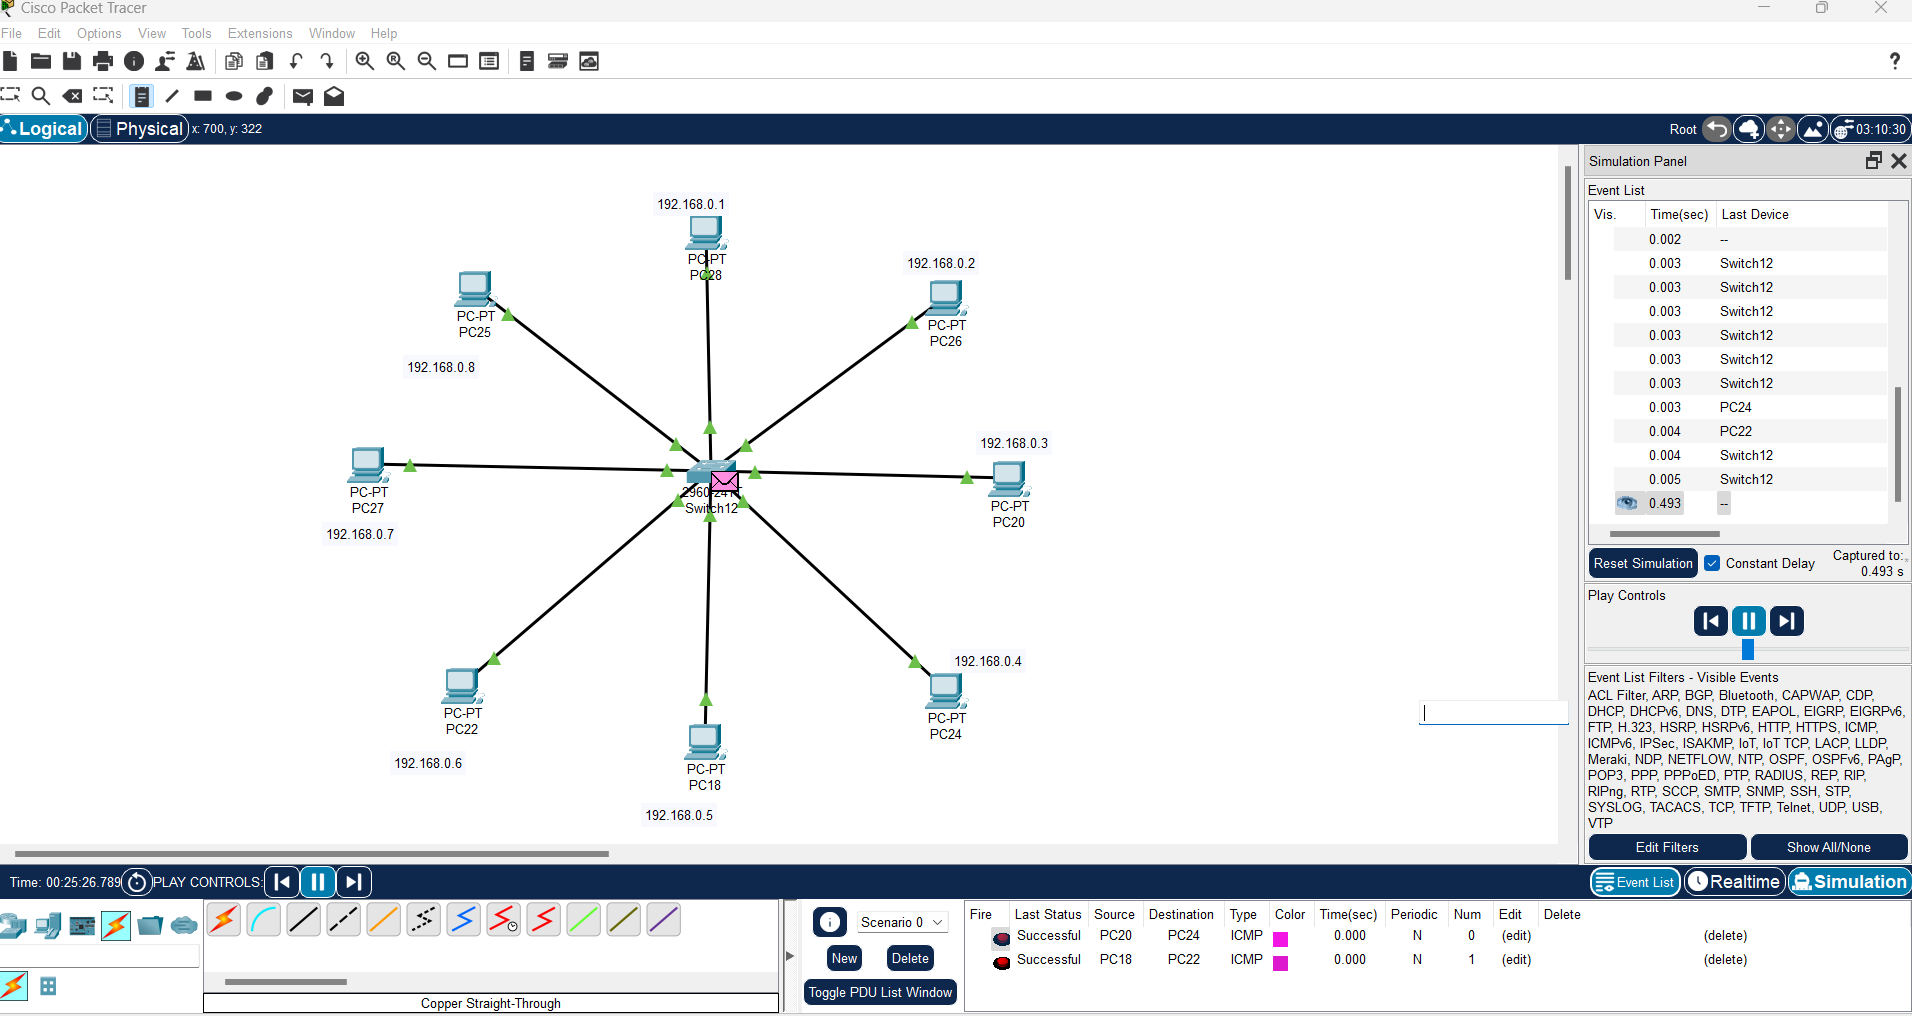 Cisco Packet Tracer
File Edit Options View Tools Extensions Window Help
Logical Physical x: 700, y: 322 Root 03:10:30
192.168.0.1
PC-PT
PC28
192.168.0.2
PC-PT
PC26
PC-PT
PC25
192.168.0.8
192.168.0.3
PC-PT
PC20
PC-PT
PC27
192.168.0.7
2960-24TT
Switch12
192.168.0.4
PC-PT
PC24
PC-PT
PC22
192.168.0.6
PC-PT
PC18
192.168.0.5
Simulation Panel
Event List
Vis. Time(sec) Last Device
0.002 --
0.003 Switch12
0.003 Switch12
0.003 Switch12
0.003 Switch12
0.003 Switch12
0.003 Switch12
0.003 PC24
0.004 PC22
0.004 Switch12
0.005 Switch12
0.493 --
Reset Simulation Constant Delay Captured to:
0.493 s
Play Controls
Event List Filters - Visible Events
ACL Filter, ARP, BGP, Bluetooth, CAPWAP, CDP,
DHCP, DHCPv6, DNS, DTP, EAPOL, EIGRP, EIGRPv6,
FTP, H.323, HSRP, HSRPv6, HTTP, HTTPS, ICMP,
ICMPv6, IPSec, ISAKMP, IoT, IoT TCP, LACP, LLDP,
Meraki, NDP, NETFLOW, NTP, OSPF, OSPFv6, PAgP,
POP3, PPP, PPPoED, PTP, RADIUS, REP, RIP,
RIPng, RTP, SCCP, SMTP, SNMP, SSH, STP,
SYSLOG, TACACS, TCP, TFTP, Telnet, UDP, USB,
VTP
Edit Filters Show All/None
Time: 00:25:26.789 PLAY CONTROLS: Event List Realtime Simulation
Copper Straight-Through
Scenario 0
New Delete
Toggle PDU List Window
Fire Last Status Source Destination Type Color Time(sec) Periodic Num Edit Delete
Successful PC20 PC24 ICMP 0.000 N 0 (edit) (delete)
Successful PC18 PC22 ICMP 0.000 N 1 (edit) (delete)